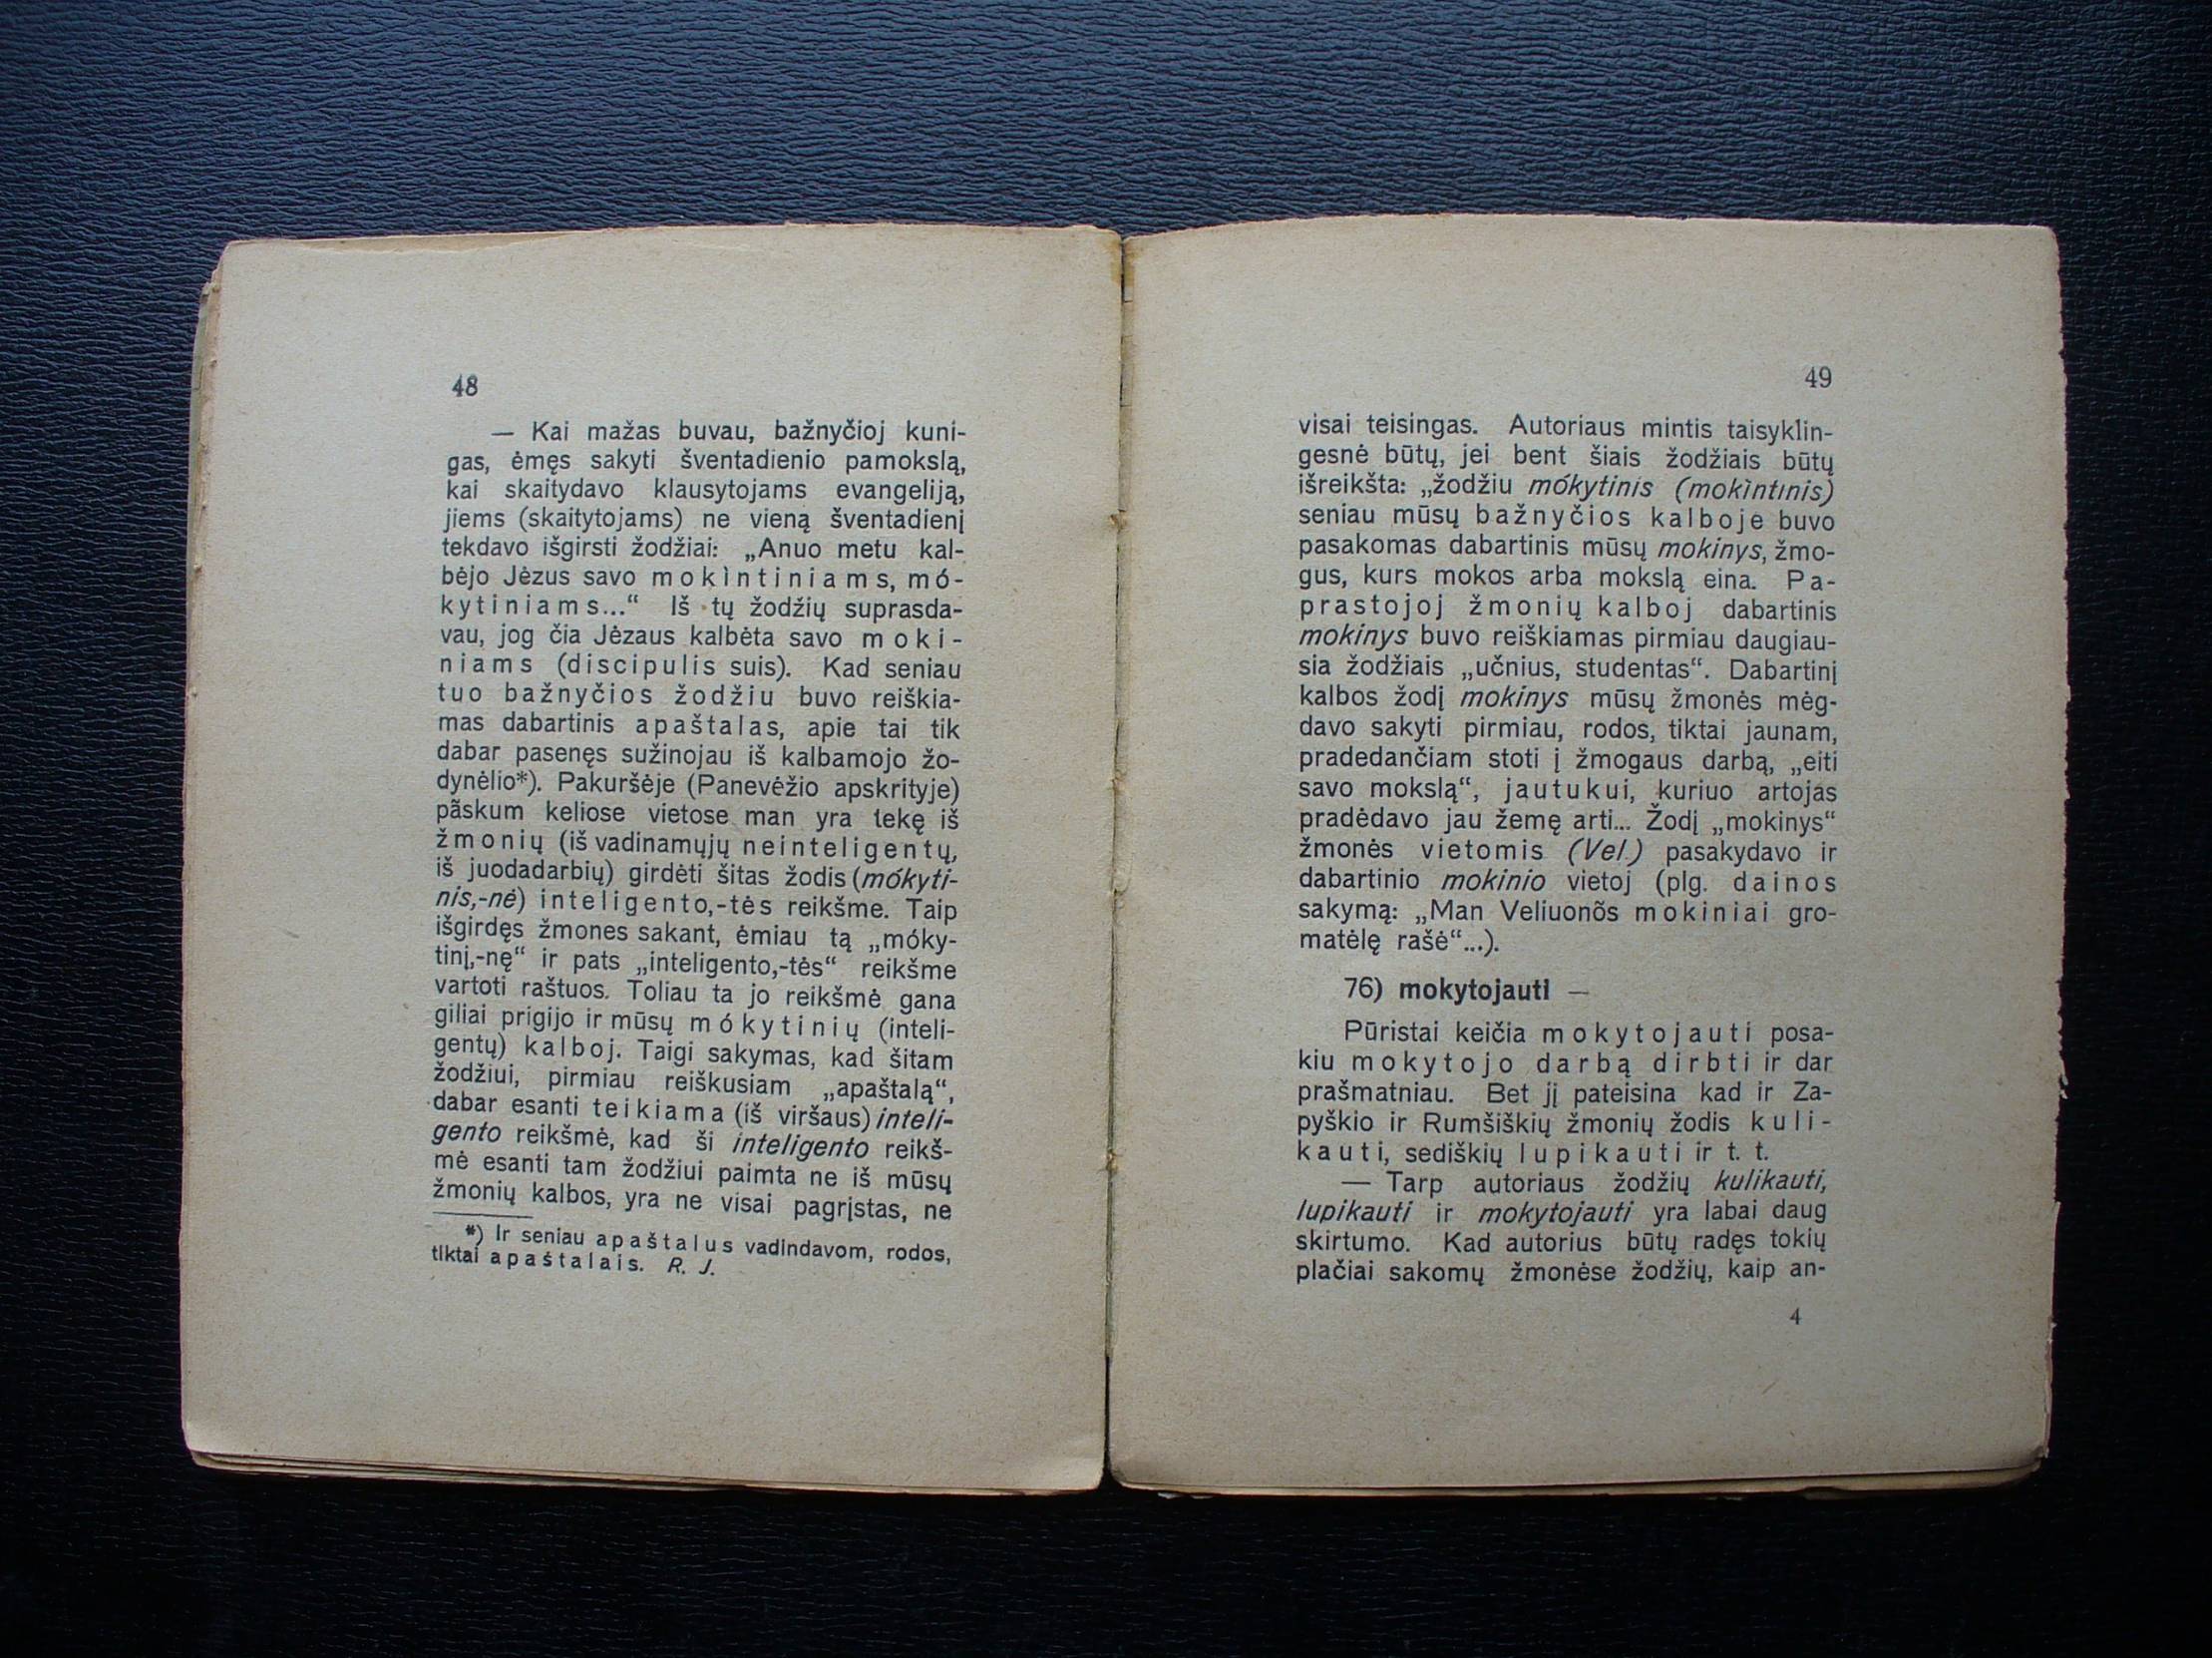 48
— Kai mažas buvau, bažnyčioj kuni-
gas, ėmęs sakyti šventadienio pamokslą,
kai skaitydavo klausytojams evangeliją,
jiems (skaitytojams) ne vieną šventadienį
tekdavo išgirsti žodžiai: „Anuo metu kal-
bėjo Jėzus savo mokìntiniams, mó-
kytiniams...“ Iš tų žodžių suprasda-
vau, jog čia Jėzaus kalbėta savo moki-
niams (discipulis suis). Kad seniau
tuo bažnyčios žodžiu buvo reiškia-
mas dabartinis apaštalas, apie tai tik
dabar pasenęs sužinojau iš kalbamojo žo-
dynėlio*). Pakuršėje (Panevėžio apskrityje)
pãskum keliose vietose man yra tekę iš
žmonių (iš vadinamųjų neinteligentų,
iš juodadarbių) girdėti šitas žodis (mókyti-
nis,-nė) inteligento,-tės reikšme. Taip
išgirdęs žmones sakant, ėmiau tą „móky-
tinį,-nę“ ir pats „inteligento,-tės“ reikšme
vartoti raštuos. Toliau ta jo reikšmė gana
giliai prigijo ir mūsų mókytinių (inteli-
gentų) kalboj. Taigi sakymas, kad šitam
žodžiui, pirmiau reiškusiam „apaštalą“,
dabar esanti teikiama (iš viršaus) inteli-
gento reikšmė, kad ši inteligento reikš-
mė esanti tam žodžiui paimta ne iš mūsų
žmonių kalbos, yra ne visai pagrįstas, ne
*) Ir seniau apaštalus vadindavom, rodos,
tiktai apaštalais. R. J.
49
visai teisingas. Autoriaus mintis taisyklin-
gesnė būtų, jei bent šiais žodžiais būtų
išreikšta: „žodžiu mókytinis (mokìntinis)
seniau mūsų bažnyčios kalboje buvo
pasakomas dabartinis mūsų mokinys, žmo-
gus, kurs mokos arba mokslą eina. Pa-
prastojoj žmonių kalboj dabartinis
mokinys buvo reiškiamas pirmiau daugiau-
sia žodžiais „učnius, studentas“. Dabartinį
kalbos žodį mokinys mūsų žmonės mėg-
davo sakyti pirmiau, rodos, tiktai jaunam,
pradedančiam stoti į žmogaus darbą, „eiti
savo mokslą“, jautukui, kuriuo artojas
pradėdavo jau žemę arti... Žodį „mokinys“
žmonės vietomis (Vel.) pasakydavo ir
dabartinio mokinio vietoj (plg. dainos
sakymą: „Man Veliuonõs mokiniai gro-
matėlę rašė“...).
76) mokytojauti —
Pūristai keičia mokytojauti posa-
kiu mokytojo darbą dirbti ir dar
prašmatniau. Bet jį pateisina kad ir Za-
pyškio ir Rumšiškių žmonių žodis kuli-
kauti, sediškių lupikauti ir t. t.
— Tarp autoriaus žodžių kulikauti,
lupikauti ir mokytojauti yra labai daug
skirtumo. Kad autorius būtų radęs tokių
plačiai sakomų žmonėse žodžių, kaip an-
4